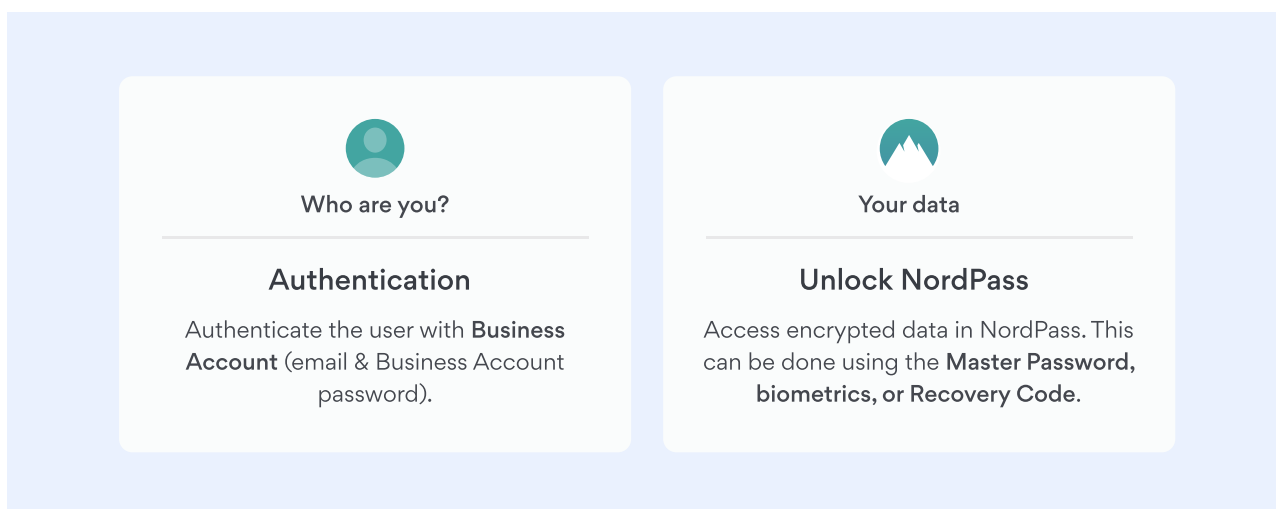 Who are you?
Authentication
Authenticate the user with Business
Account (email & Business Account
password).
Your data
Unlock NordPass
Access encrypted data in NordPass. This
can be done using the Master Password,
biometrics, or Recovery Code.